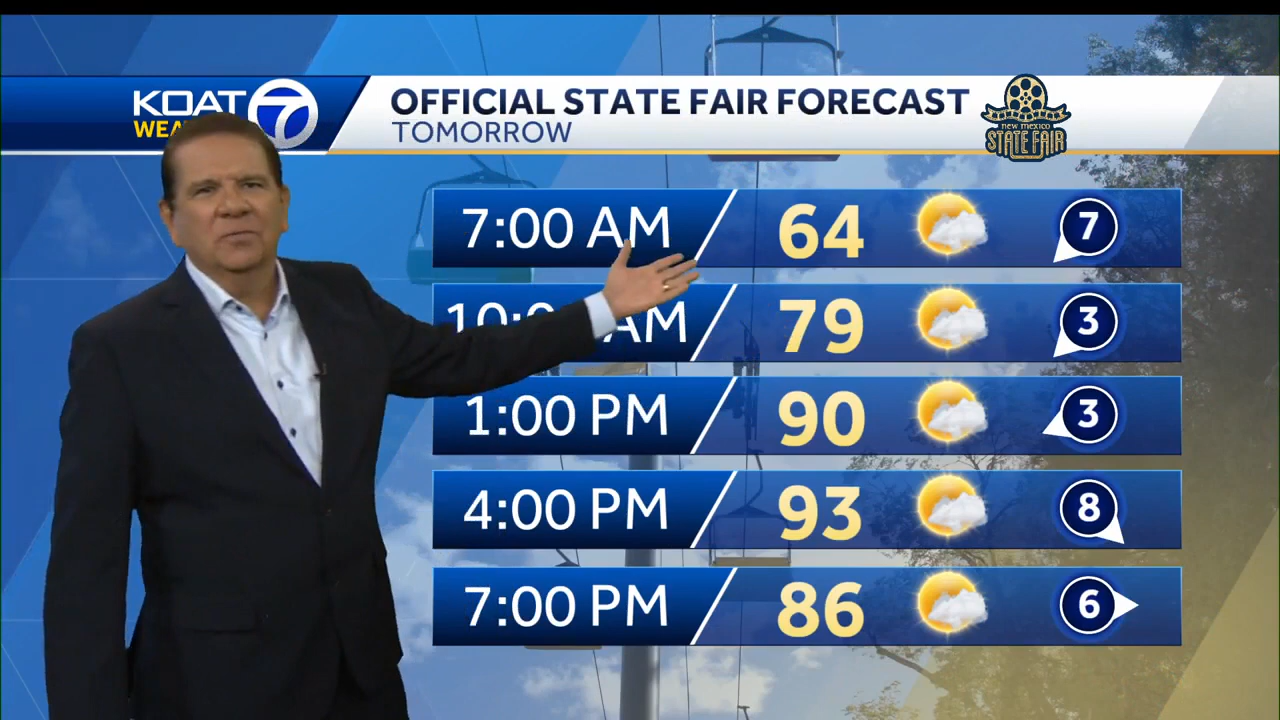 KOAT 7
OFFICIAL STATE FAIR FORECAST
TOMORROW
new mexico
STATE FAIR
7:00 AM 64 7
AM 79 3
1:00 PM 90 3
4:00 PM 93 8
7:00 PM 86 6